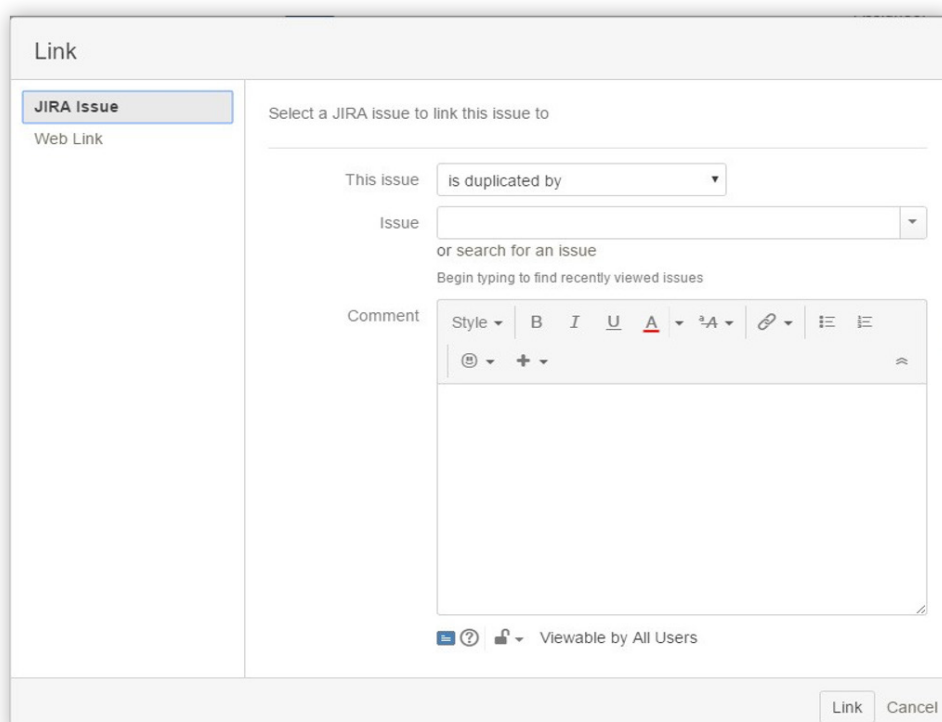 Link
JIRA Issue
Web Link
Select a JIRA issue to link this issue to
This issue is duplicated by
Issue
or search for an issue
Begin typing to find recently viewed issues
Comment
Style B I U A ªA
Viewable by All Users
Link Cancel